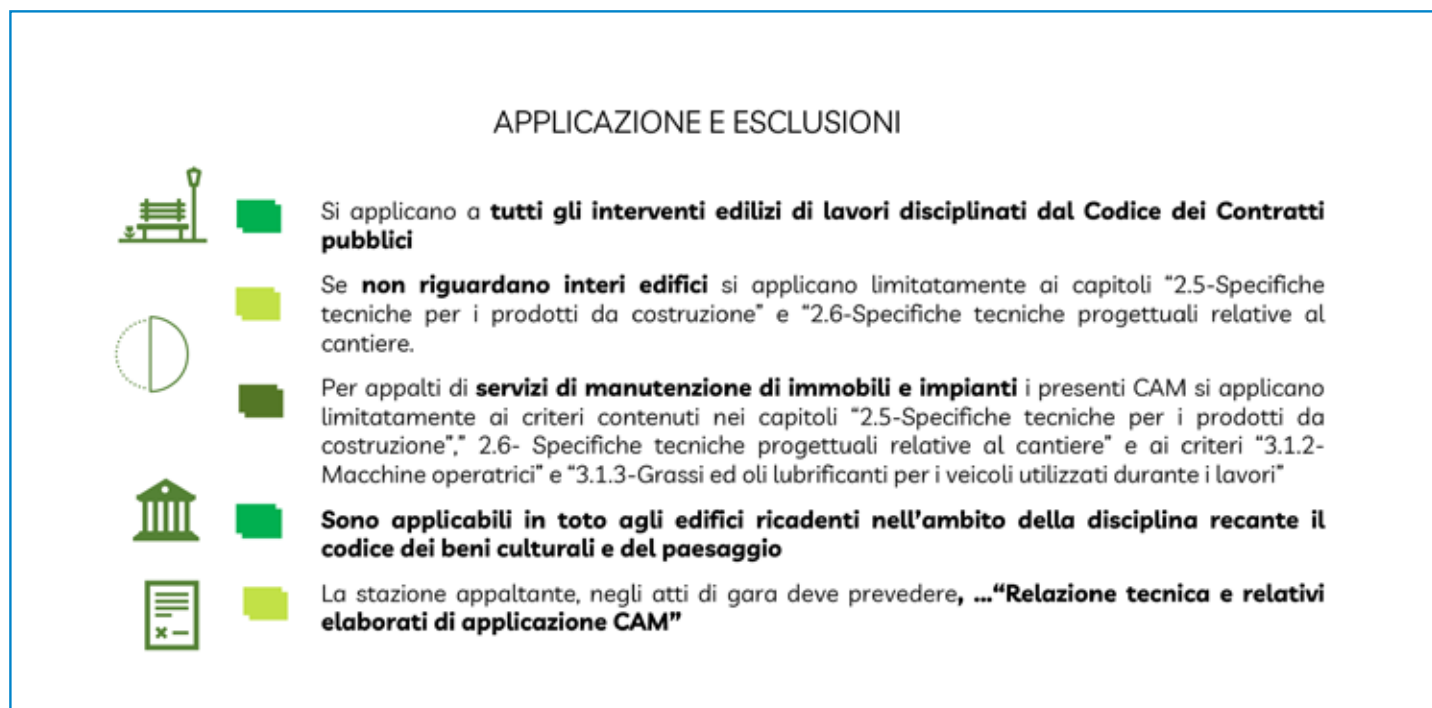 APPLICAZIONE E ESCLUSIONI
Si applicano a tutti gli interventi edilizi di lavori disciplinati dal Codice dei Contratti
pubblici
Se non riguardano interi edifici si applicano limitatamente ai capitoli “2.5-Specifiche
tecniche per i prodotti da costruzione” e “2.6-Specifiche tecniche progettuali relative al
cantiere.
Per appalti di servizi di manutenzione di immobili e impianti i presenti CAM si applicano
limitatamente ai criteri contenuti nei capitoli “2.5-Specifiche tecniche per i prodotti da
costruzione”,” 2.6- Specifiche tecniche progettuali relative al cantiere” e ai criteri “3.1.2-
Macchine operatrici” e “3.1.3-Grassi ed oli lubrificanti per i veicoli utilizzati durante i lavori”
Sono applicabili in toto agli edifici ricadenti nell’ambito della disciplina recante il
codice dei beni culturali e del paesaggio
La stazione appaltante, negli atti di gara deve prevedere, ...“Relazione tecnica e relativi
elaborati di applicazione CAM”